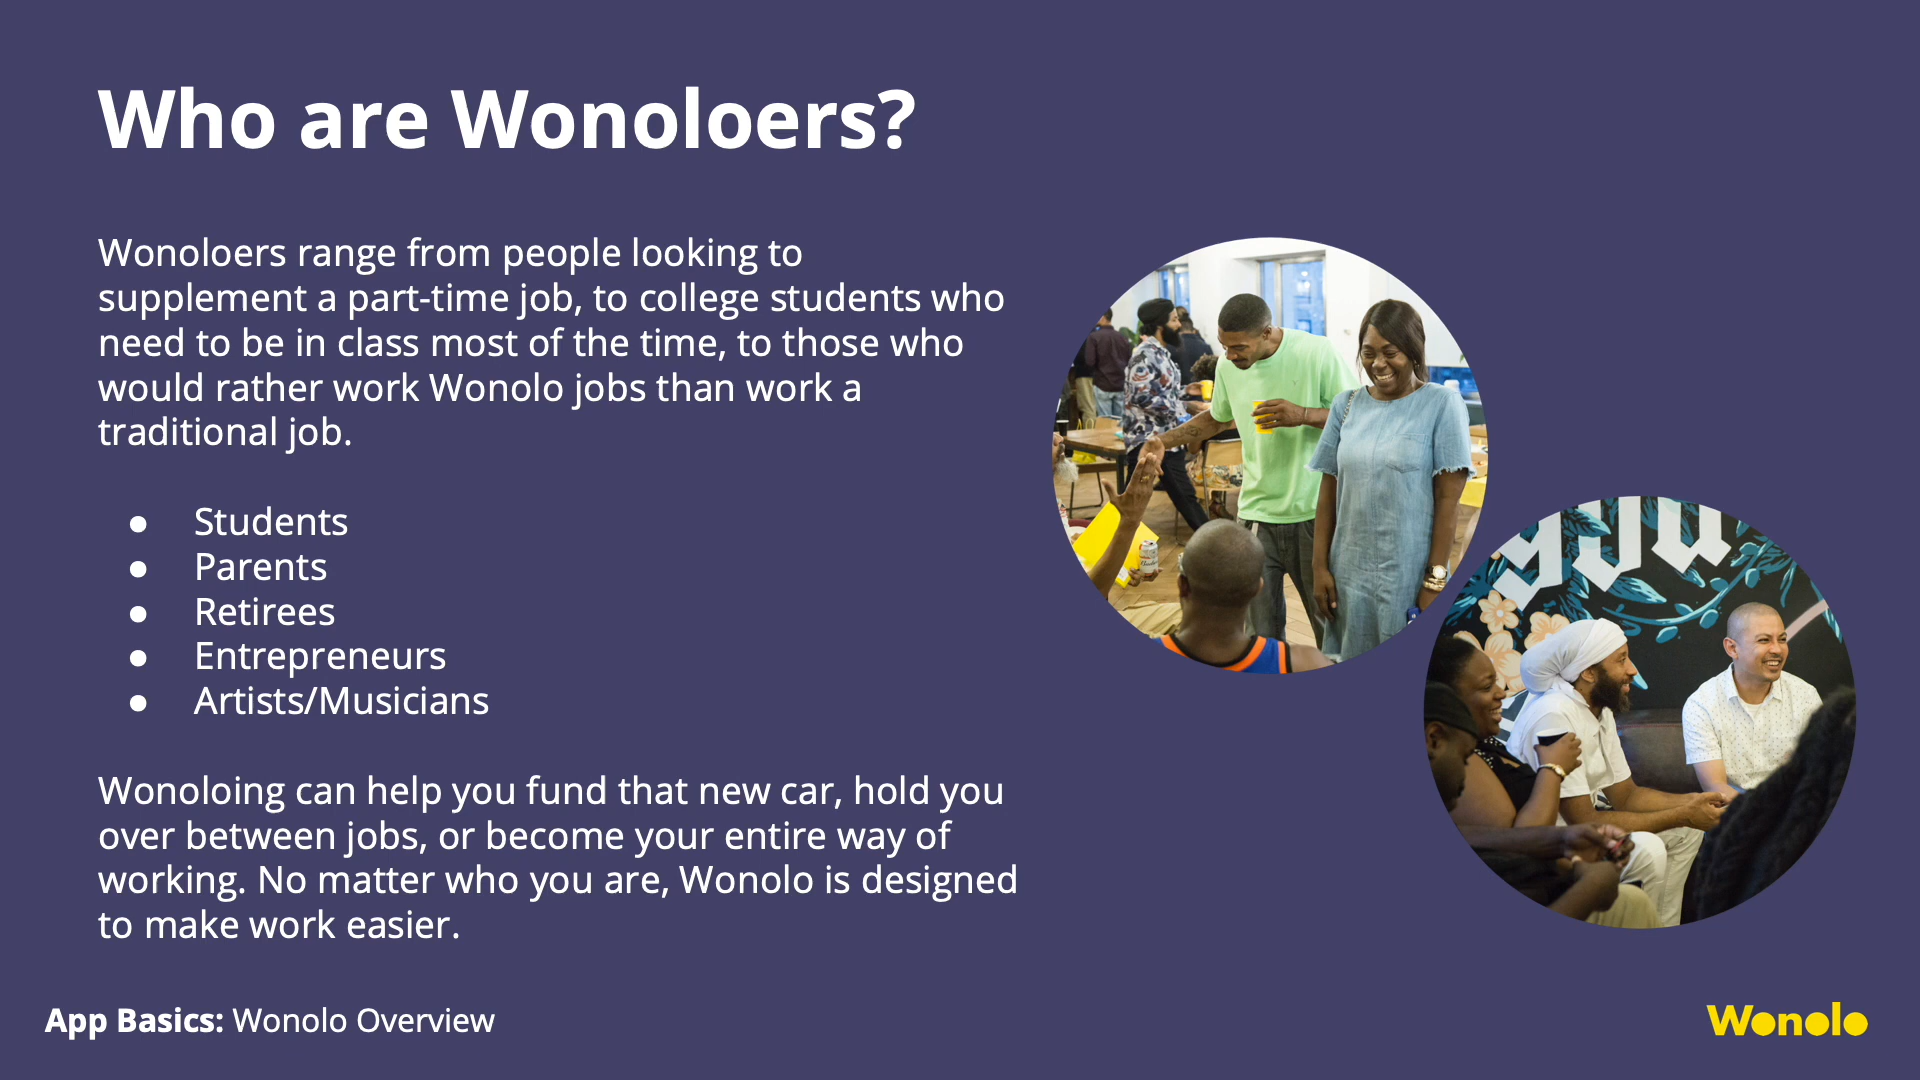 Who are Wonoloers?
Wonoloers range from people looking to
supplement a part-time job, to college students who
need to be in class most of the time, to those who
would rather work Wonolo jobs than work a
traditional job.
● Students
● Parents
● Retirees
● Entrepreneurs
● Artists/Musicians
Wonoloing can help you fund that new car, hold you
over between jobs, or become your entire way of
working. No matter who you are, Wonolo is designed
to make work easier.
you
App Basics: Wonolo Overview
Wonolo